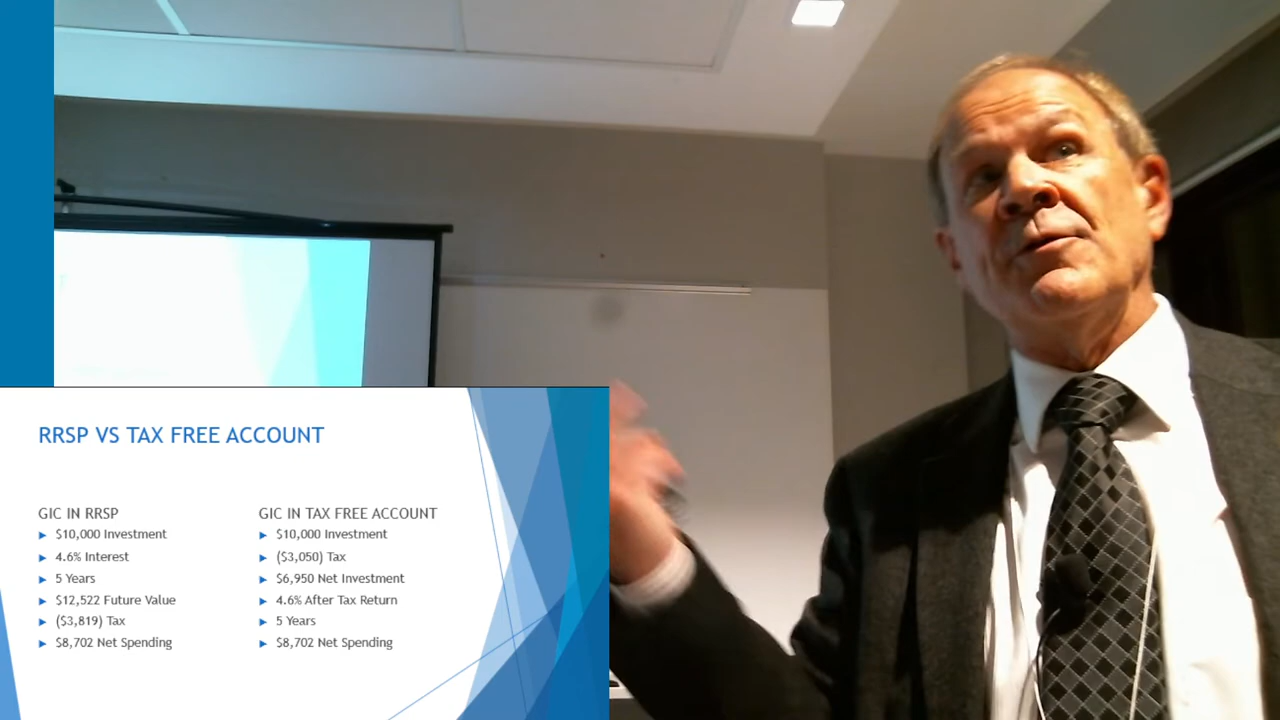 RRSP VS TAX FREE ACCOUNT
GIC IN RRSP
$10,000 Investment
4.6% Interest
5 Years
$12,522 Future Value
($3,819) Tax
$8,702 Net Spending
GIC IN TAX FREE ACCOUNT
$10,000 Investment
($3,050) Tax
$6,950 Net Investment
4.6% After Tax Return
5 Years
$8,702 Net Spending